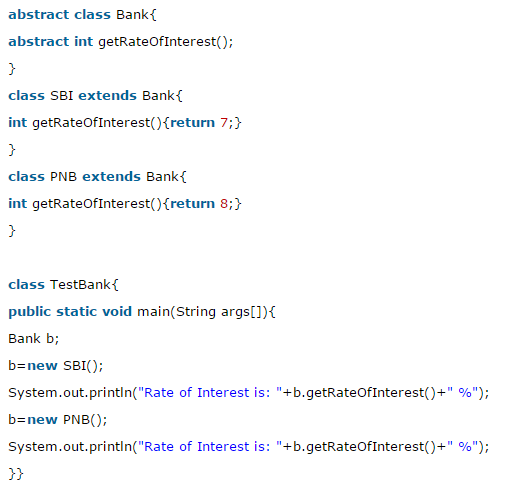 abstract class Bank{
abstract int getRateOfInterest();
}
class SBI extends Bank{
int getRateOfInterest(){return 7;}
}
class PNB extends Bank{
int getRateOfInterest(){return 8;}
}
class TestBank{
public static void main(String args[]){
Bank b;
b=new SBI();
System.out.println("Rate of Interest is: "+b.getRateOfInterest()+" %");
b=new PNB();
System.out.println("Rate of Interest is: "+b.getRateOfInterest()+" %");
}}